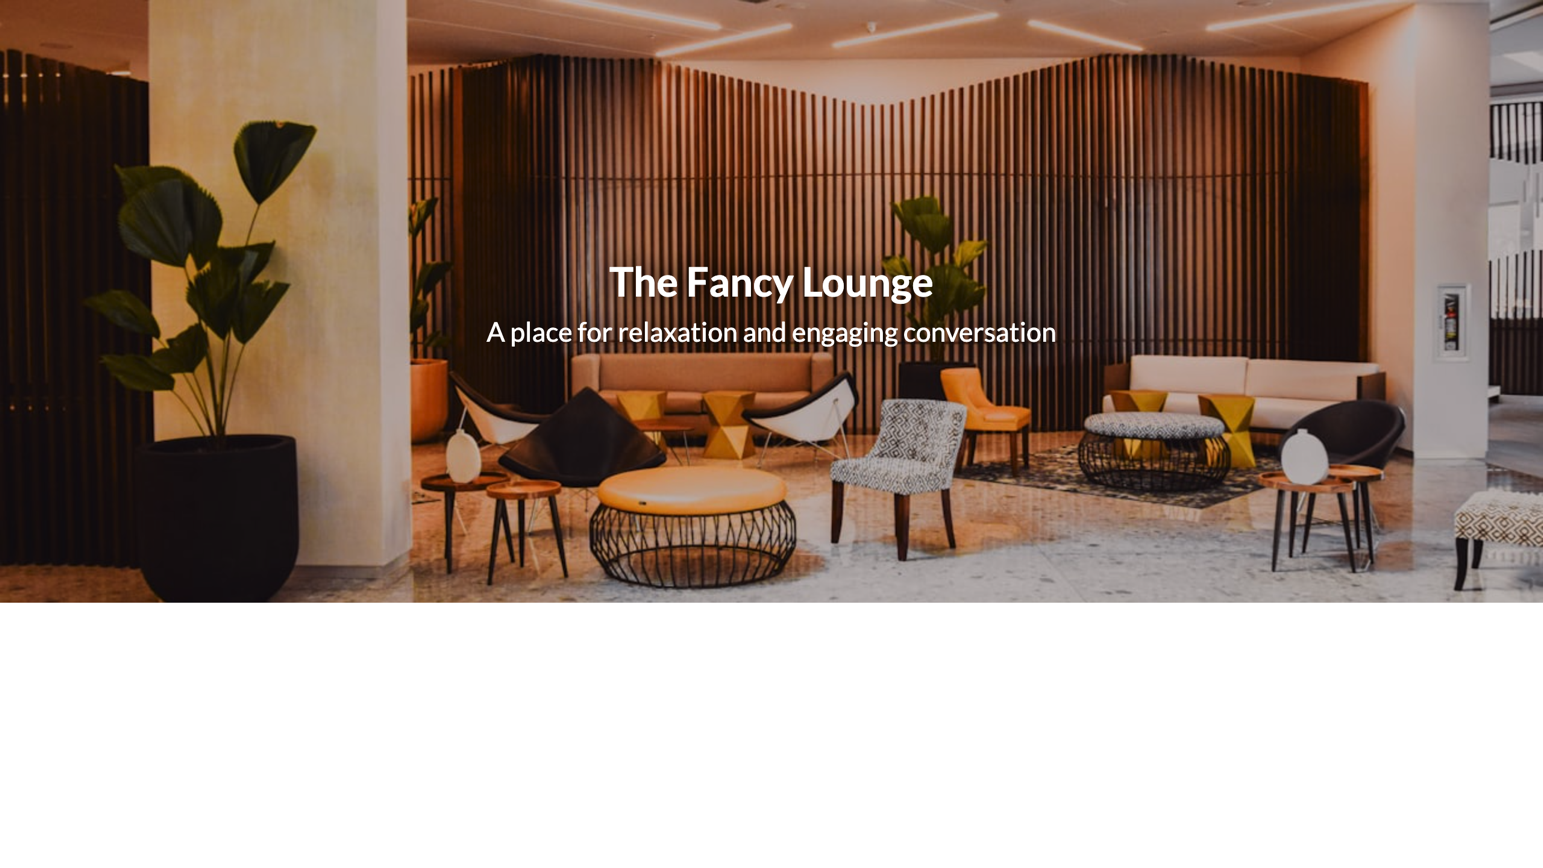 The Fancy Lounge
A place for relaxation and engaging conversation